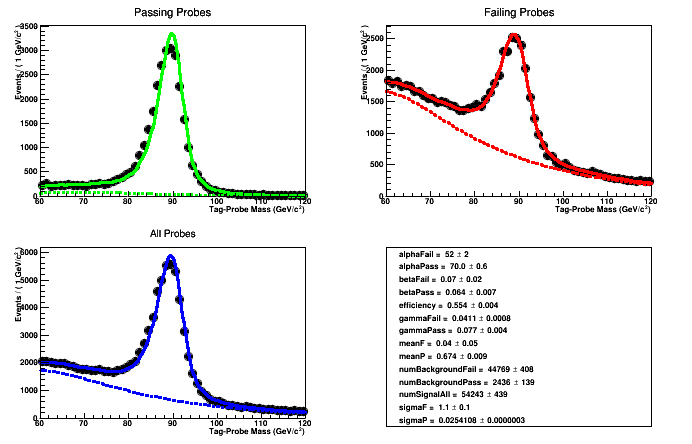 Passing Probes
Events / ( 1 GeV/c² )
3500
3000
2500
2000
1500
1000
500
0
60 70 80 90 100 110 120
Tag-Probe Mass (GeV/c²)
Failing Probes
Events / ( 1 GeV/c² )
2500
2000
1500
1000
500
0
60 70 80 90 100 110 120
Tag-Probe Mass (GeV/c²)
All Probes
Events / ( 1 GeV/c² )
6000
5000
4000
3000
2000
1000
0
60 70 80 90 100 110 120
Tag-Probe Mass (GeV/c²)
alphaFail = 52 ± 2
alphaPass = 70.0 ± 0.6
betaFail = 0.07 ± 0.02
betaPass = 0.064 ± 0.007
efficiency = 0.554 ± 0.004
gammaFail = 0.0411 ± 0.0008
gammaPass = 0.077 ± 0.004
meanF = 0.04 ± 0.05
meanP = 0.674 ± 0.009
numBackgroundFail = 44769 ± 408
numBackgroundPass = 2436 ± 139
numSignalAll = 54243 ± 439
sigmaF = 1.1 ± 0.1
sigmaP = 0.0254108 ± 0.0000003